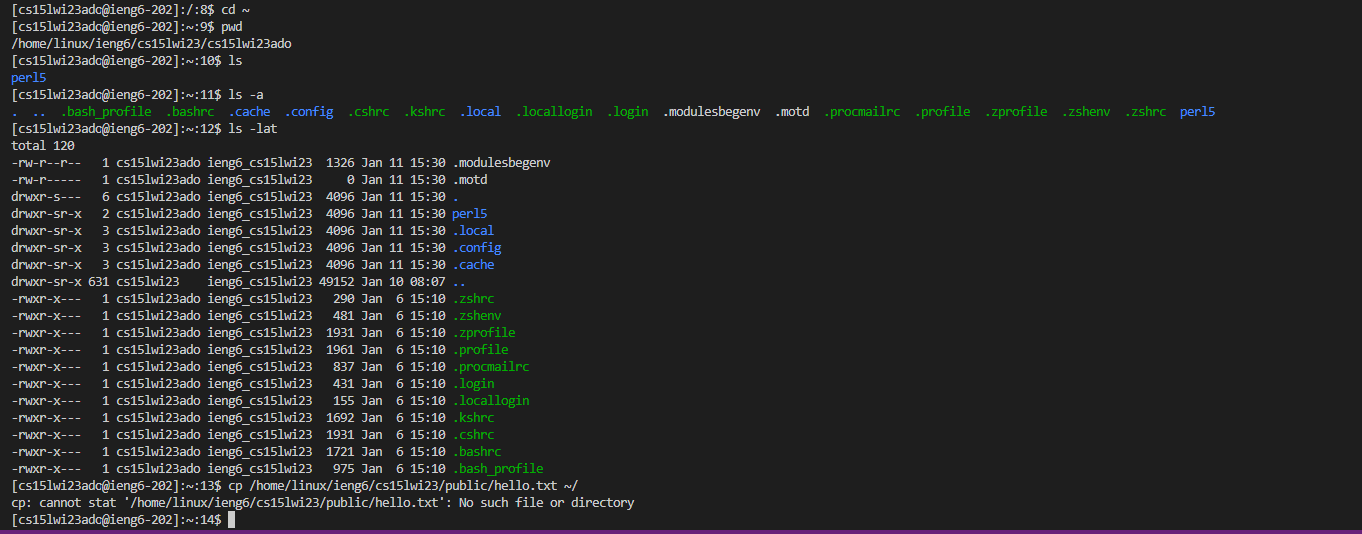 [cs15lwi23ado@ieng6-202]:/:8$ cd ~
[cs15lwi23ado@ieng6-202]:~:9$ pwd
/home/linux/ieng6/cs15lwi23/cs15lwi23ado
[cs15lwi23ado@ieng6-202]:~:10$ ls
perl5
[cs15lwi23ado@ieng6-202]:~:11$ ls -a
.  ..  .bash_profile  .bashrc  .cache  .config  .cshrc  .kshrc  .local  .locallogin  .login  .modulesbegenv  .motd  .procmailrc  .profile  .zprofile  .zshenv  .zshrc  perl5
[cs15lwi23ado@ieng6-202]:~:12$ ls -lat
total 120
-rw-r--r--   1 cs15lwi23ado ieng6_cs15lwi23  1326 Jan 11 15:30 .modulesbegenv
-rw-r-----   1 cs15lwi23ado ieng6_cs15lwi23     0 Jan 11 15:30 .motd
drwxr-s---   6 cs15lwi23ado ieng6_cs15lwi23  4096 Jan 11 15:30 .
drwxr-sr-x   2 cs15lwi23ado ieng6_cs15lwi23  4096 Jan 11 15:30 perl5
drwxr-sr-x   3 cs15lwi23ado ieng6_cs15lwi23  4096 Jan 11 15:30 .local
drwxr-sr-x   3 cs15lwi23ado ieng6_cs15lwi23  4096 Jan 11 15:30 .config
drwxr-sr-x   3 cs15lwi23ado ieng6_cs15lwi23  4096 Jan 11 15:30 .cache
drwxr-sr-x 631 cs15lwi23    ieng6_cs15lwi23 49152 Jan 10 08:07 ..
-rwxr-x---   1 cs15lwi23ado ieng6_cs15lwi23   290 Jan  6 15:10 .zshrc
-rwxr-x---   1 cs15lwi23ado ieng6_cs15lwi23   481 Jan  6 15:10 .zshenv
-rwxr-x---   1 cs15lwi23ado ieng6_cs15lwi23  1931 Jan  6 15:10 .zprofile
-rwxr-x---   1 cs15lwi23ado ieng6_cs15lwi23  1961 Jan  6 15:10 .profile
-rwxr-x---   1 cs15lwi23ado ieng6_cs15lwi23   837 Jan  6 15:10 .procmailrc
-rwxr-x---   1 cs15lwi23ado ieng6_cs15lwi23   431 Jan  6 15:10 .login
-rwxr-x---   1 cs15lwi23ado ieng6_cs15lwi23   155 Jan  6 15:10 .locallogin
-rwxr-x---   1 cs15lwi23ado ieng6_cs15lwi23  1692 Jan  6 15:10 .kshrc
-rwxr-x---   1 cs15lwi23ado ieng6_cs15lwi23  1931 Jan  6 15:10 .cshrc
-rwxr-x---   1 cs15lwi23ado ieng6_cs15lwi23  1721 Jan  6 15:10 .bashrc
-rwxr-x---   1 cs15lwi23ado ieng6_cs15lwi23   975 Jan  6 15:10 .bash_profile
[cs15lwi23ado@ieng6-202]:~:13$ cp /home/linux/ieng6/cs15lwi23/public/hello.txt ~/
cp: cannot stat '/home/linux/ieng6/cs15lwi23/public/hello.txt': No such file or directory
[cs15lwi23ado@ieng6-202]:~:14$